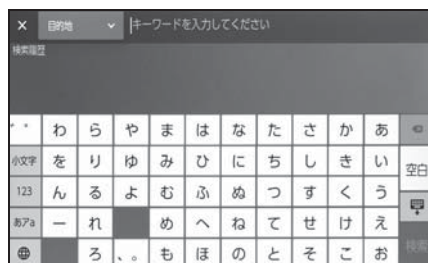 × 目的地 キーワードを入力してください
検索履歴
゛゜ わ ら や ま は な た さ か あ
小文字 を り ゆ み ひ に ち し き い 空白
123 ん る よ む ふ ぬ つ す く う
あアa ー れ め へ ね て せ け え
ろ 、。 も ほ の と そ こ お 検索